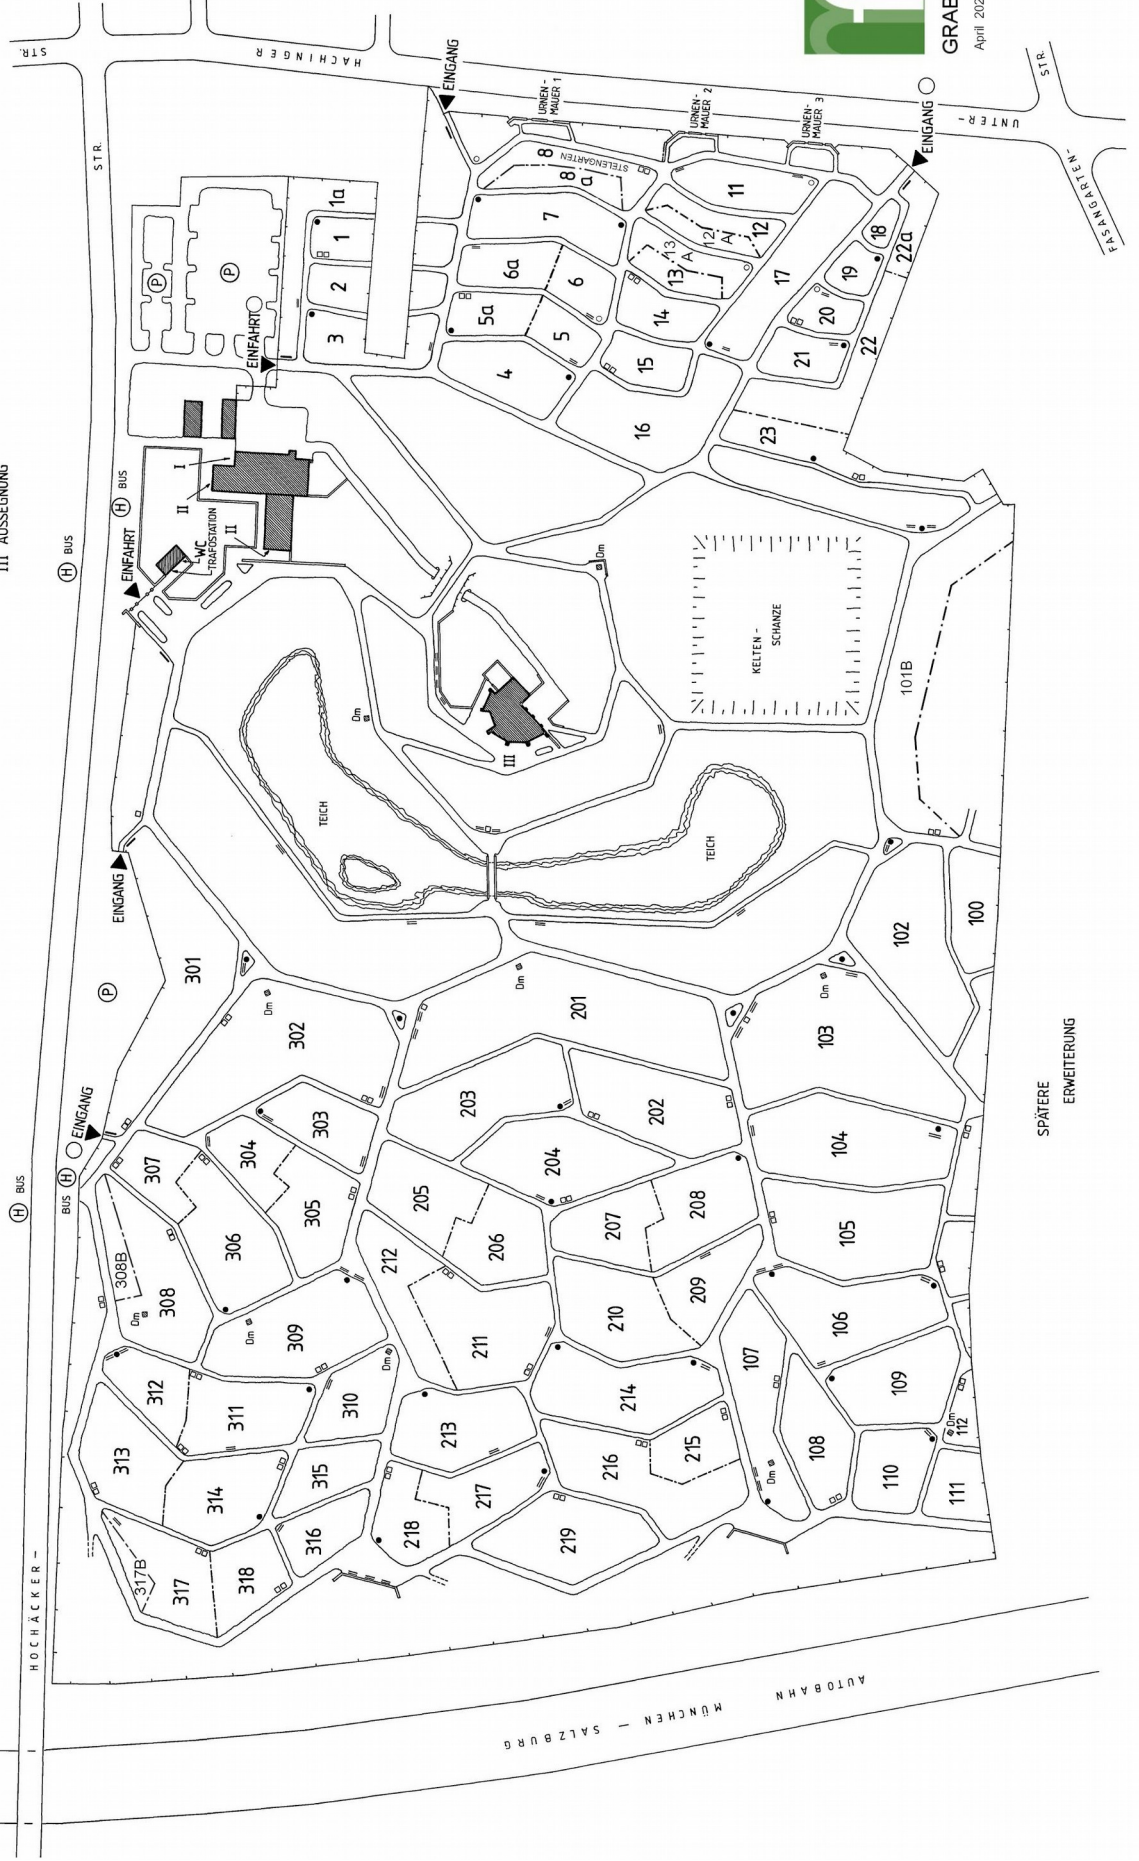 STR.
HACHINGER
UNTER-
STR.
FASANGARTEN-
GRAB
April 202
STR.
HOCHÄCKER-
III AUSSEGNUNG
EINGANG
EINGANG
EINFAHRT
EINFAHRT
EINGANG
EINGANG
URNEN-
MAUER 1
URNEN-
MAUER 2
URNEN-
MAUER 3
STELENGARTEN
P
P
P
H BUS
H BUS
H BUS
BUS H
I
II
II
III
WC
TRAFOSTATION
1a
1
2
3
4
5a
5
6a
6
7
8
8
a
11
12
12
A
13
13
A
14
15
16
17
18
19
20
21
22
22a
23
KELTEN-
SCHANZE
TEICH
TEICH
Dm
Dm
Dm
Dm
Dm
Dm
Dm
Dm
Dm
Dm
100
101B
102
103
104
105
106
107
108
109
110
111
112
201
202
203
204
205
206
207
208
209
210
211
212
213
214
215
216
217
218
219
301
302
303
304
305
306
307
308
308B
309
310
311
312
313
314
315
316
317
317B
318
SPÄTERE
ERWEITERUNG
AUTOBAHN
MÜNCHEN — SALZBURG